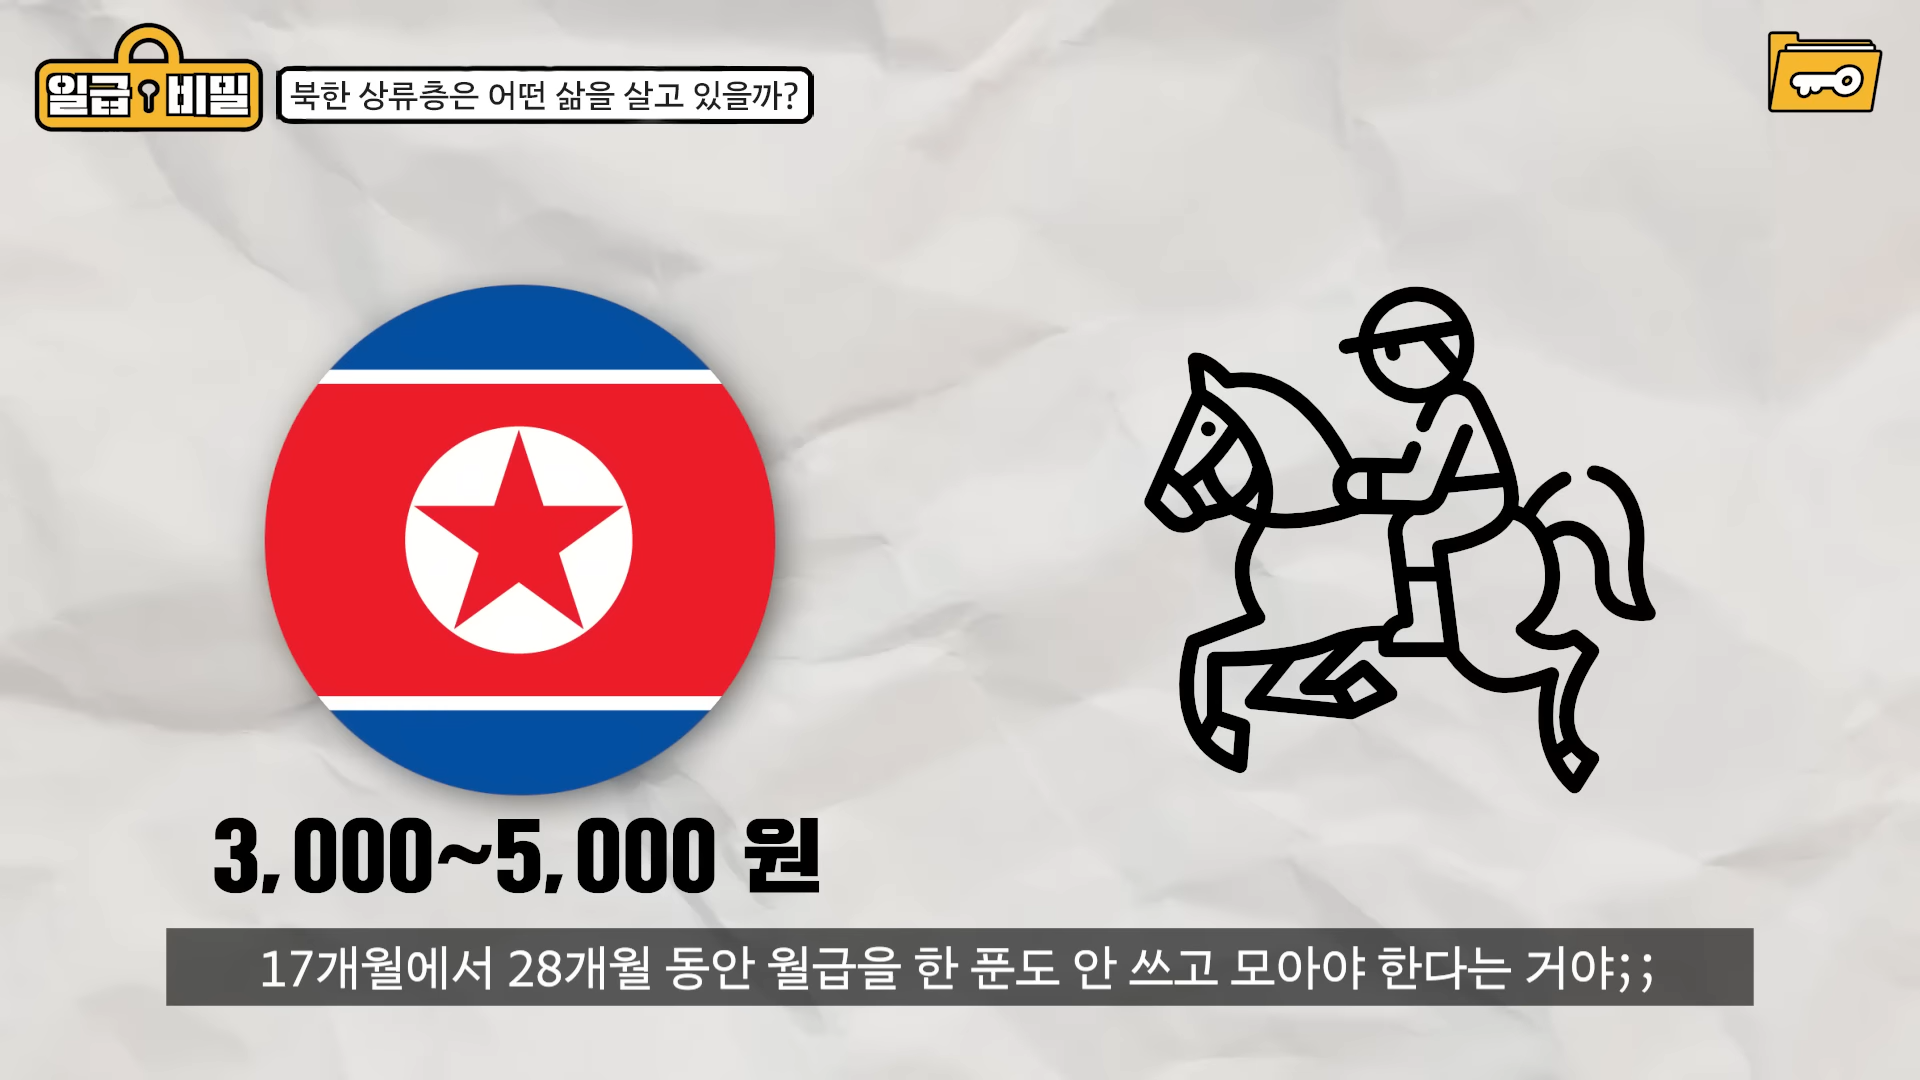 일급비밀
북한 상류층은 어떤 삶을 살고 있을까?
3,000~5,000 원
17개월에서 28개월 동안 월급을 한 푼도 안 쓰고 모아야 한다는 거야;;